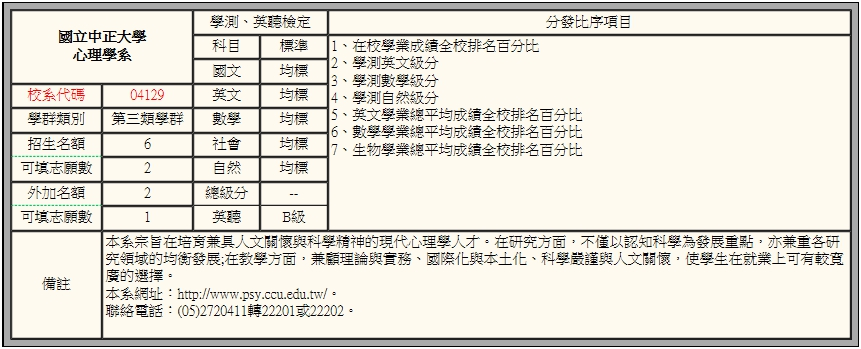 國立中正大學
心理學系
學測、英聽檢定
分發比序項目
科目 標準
國文 均標
校系代碼 04129 英文 均標
學群類別 第三類學群 數學 均標
招生名額 6 社會 均標
可填志願數 2 自然 均標
外加名額 2 總級分 --
可填志願數 1 英聽 B級
1、在校學業成績全校排名百分比
2、學測英文級分
3、學測數學級分
4、學測自然級分
5、英文學業總平均成績全校排名百分比
6、數學學業總平均成績全校排名百分比
7、生物學業總平均成績全校排名百分比
備註
本系宗旨在培育兼具人文關懷與科學精神的現代心理學人才。在研究方面，不僅以認知科學為發展重點，亦兼重各研
究領域的均衡發展;在教學方面，兼顧理論與實務、國際化與本土化、科學嚴謹與人文關懷，使學生在就業上可有較寬
廣的選擇。
本系網址：http://www.psy.ccu.edu.tw/。
聯絡電話：(05)2720411轉22201或22202。